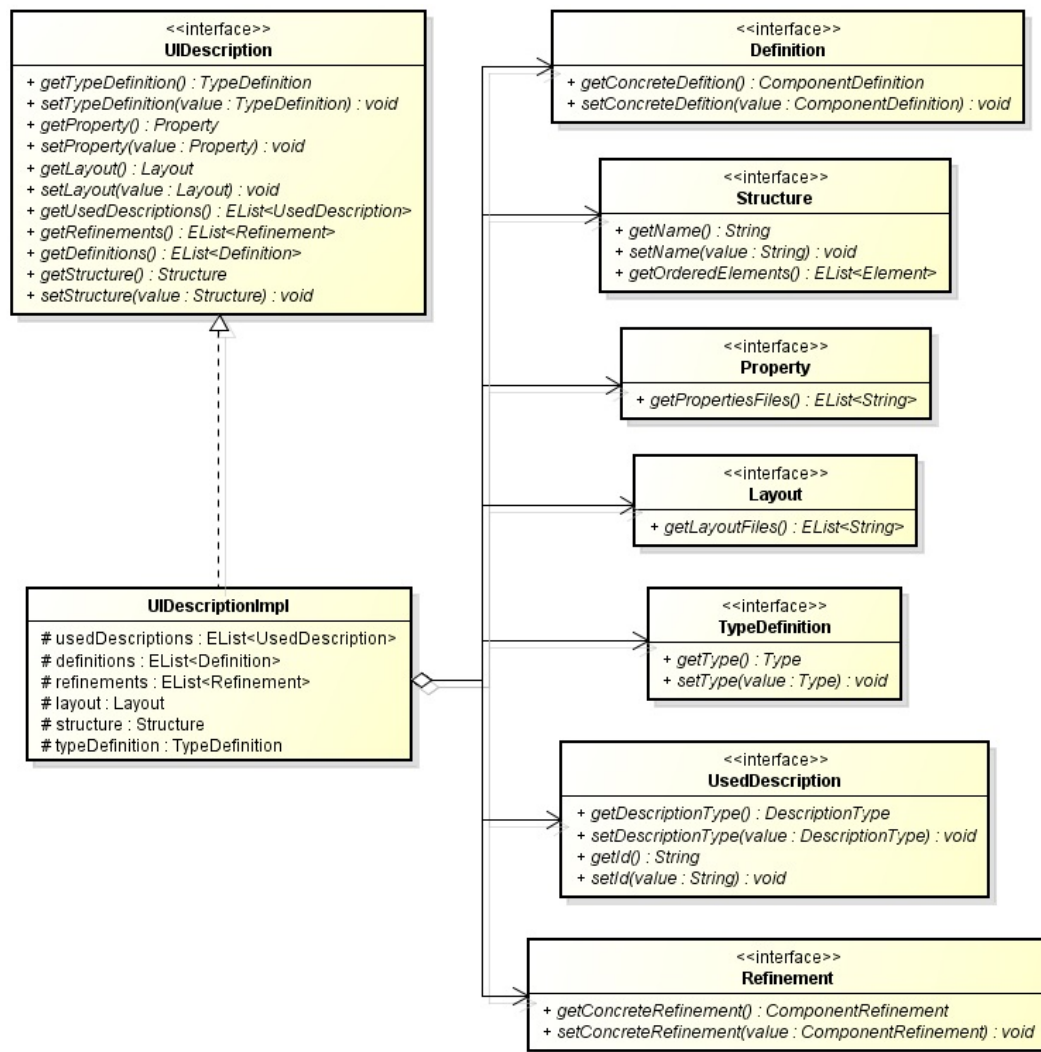 <<interface>>
UIDescription
+ getTypeDefinition() : TypeDefinition
+ setTypeDefinition(value : TypeDefinition) : void
+ getProperty() : Property
+ setProperty(value : Property) : void
+ getLayout() : Layout
+ setLayout(value : Layout) : void
+ getUsedDescriptions() : EList<UsedDescription>
+ getRefinements() : EList<Refinement>
+ getDefinitions() : EList<Definition>
+ getStructure() : Structure
+ setStructure(value : Structure) : void
UIDescriptionImpl
# usedDescriptions : EList<UsedDescription>
# definitions : EList<Definition>
# refinements : EList<Refinement>
# layout : Layout
# structure : Structure
# typeDefinition : TypeDefinition
<<interface>>
Definition
+ getConcreteDefition() : ComponentDefinition
+ setConcreteDefition(value : ComponentDefinition) : void
<<interface>>
Structure
+ getName() : String
+ setName(value : String) : void
+ getOrderedElements() : EList<Element>
<<interface>>
Property
+ getPropertiesFiles() : EList<String>
<<interface>>
Layout
+ getLayoutFiles() : EList<String>
<<interface>>
TypeDefinition
+ getType() : Type
+ setType(value : Type) : void
<<interface>>
UsedDescription
+ getDescriptionType() : DescriptionType
+ setDescriptionType(value : DescriptionType) : void
+ getId() : String
+ setId(value : String) : void
<<interface>>
Refinement
+ getConcreteRefinement() : ComponentRefinement
+ setConcreteRefinement(value : ComponentRefinement) : void